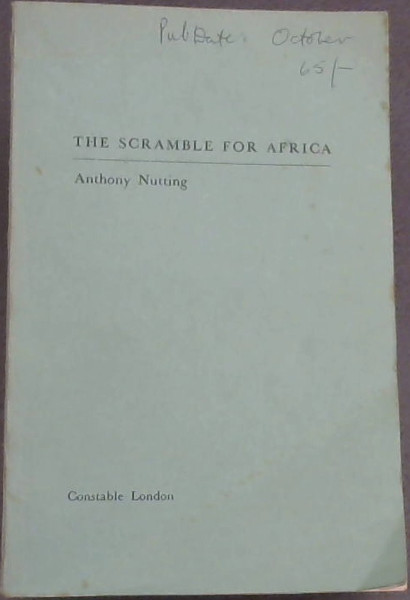 Pub Date: October
65/-
THE SCRAMBLE FOR AFRICA
Anthony Nutting
Constable London